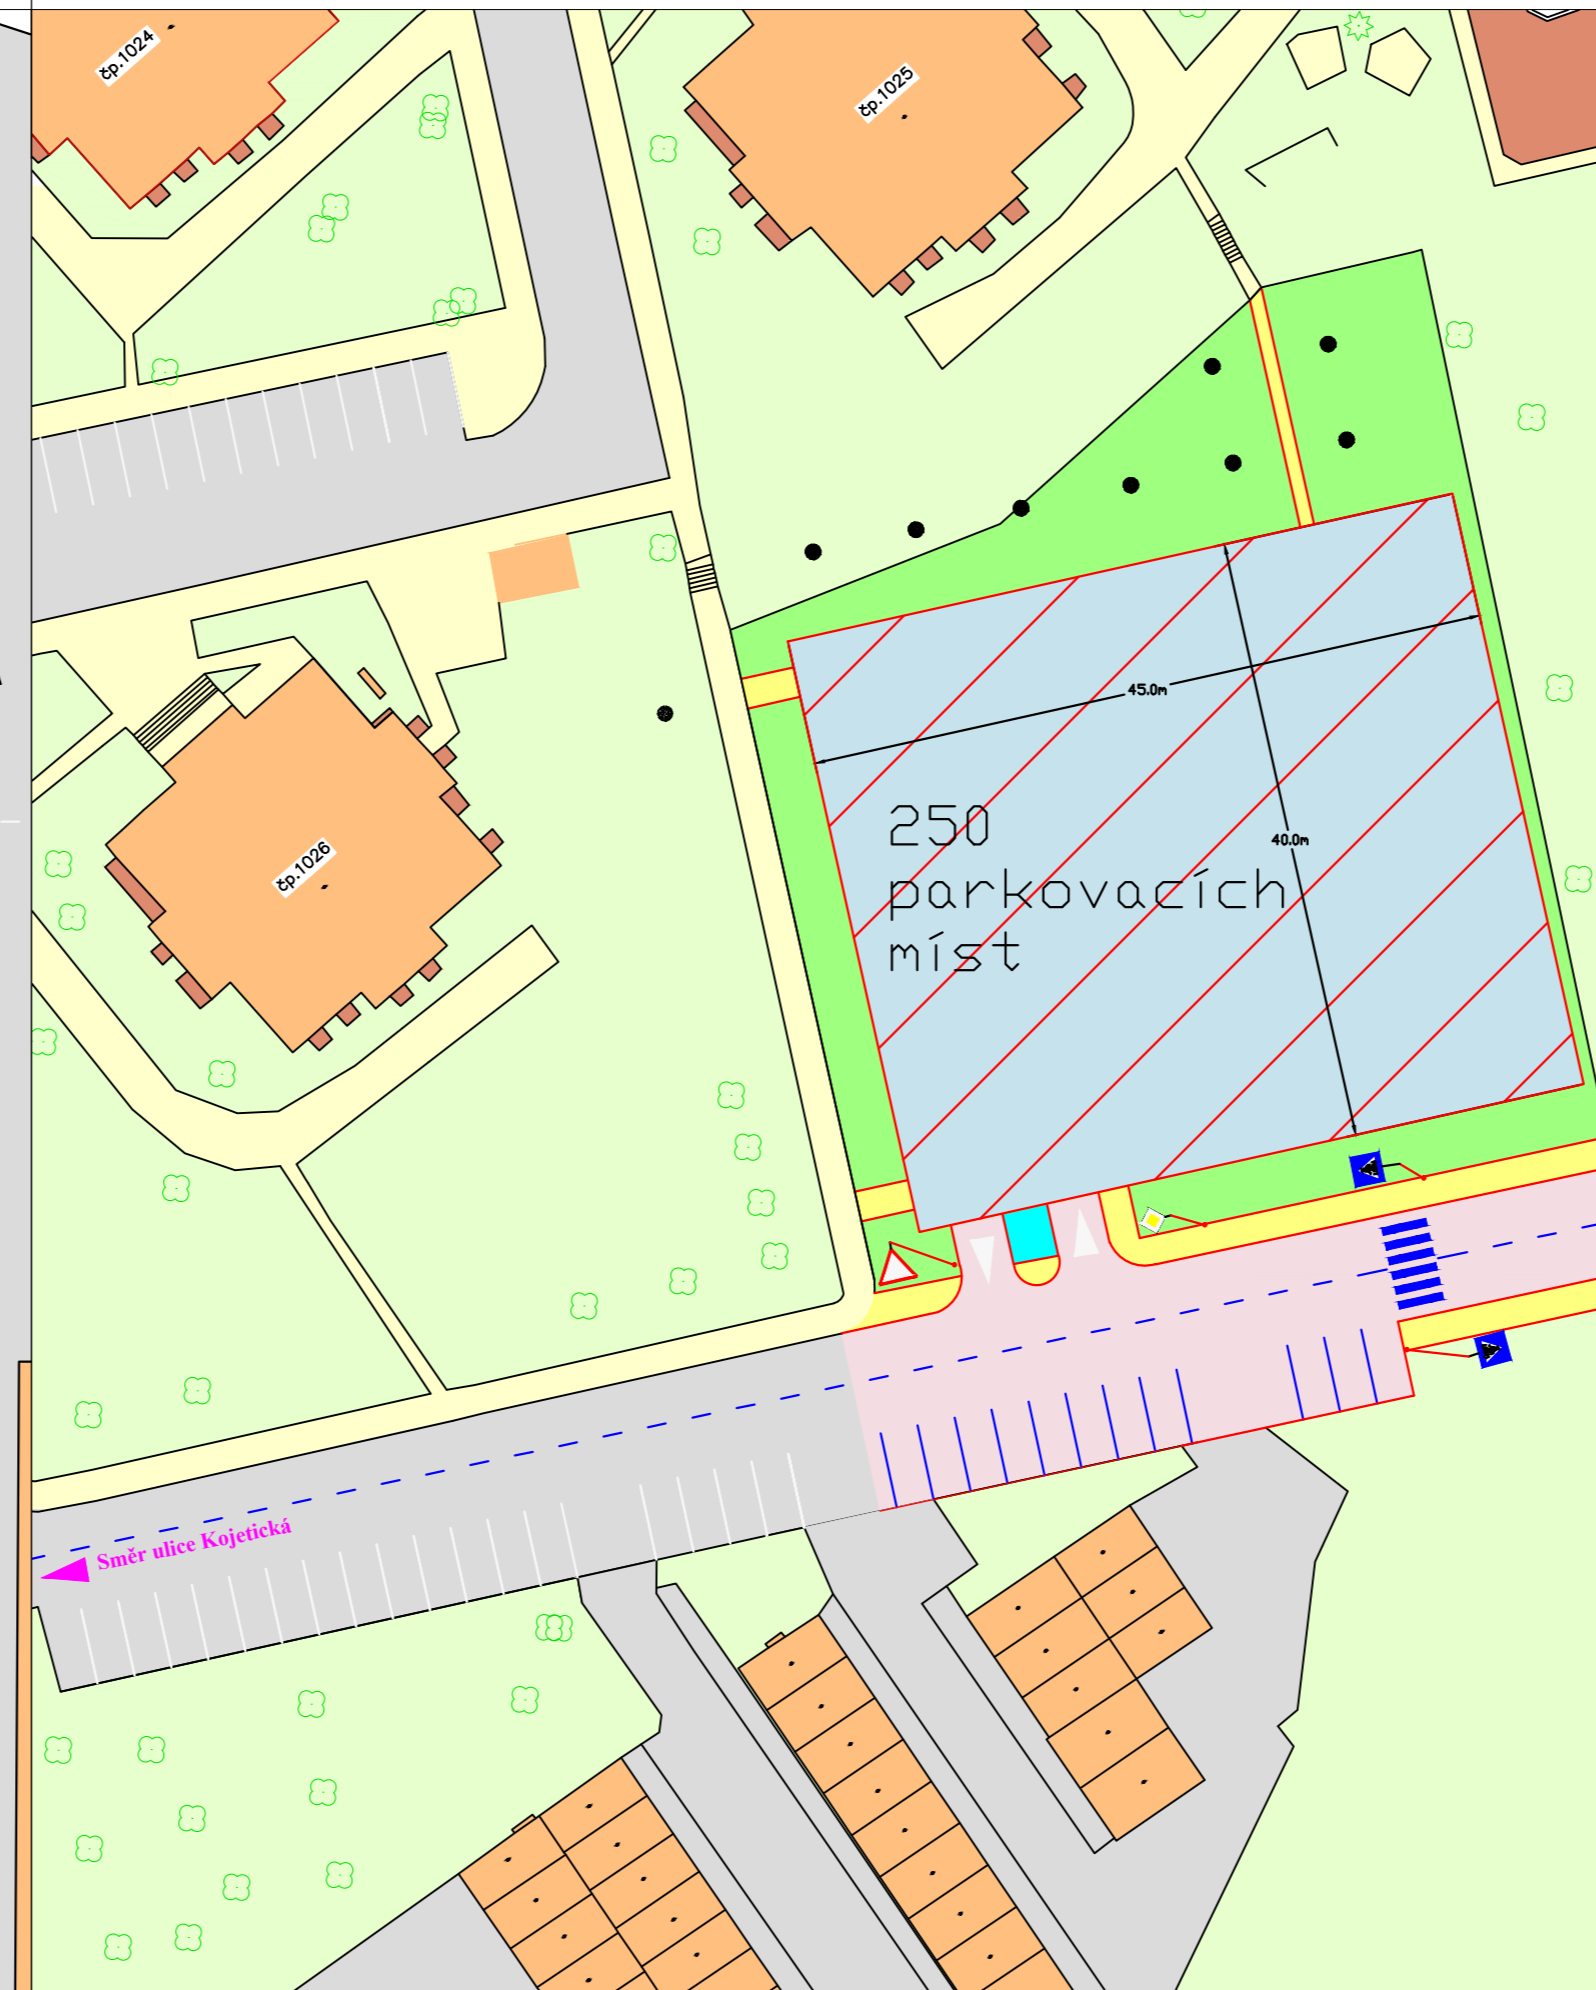 čp.1024
čp.1025
45.0m
40.0m
250
parkovacích
míst
čp.1026
Směr ulice Kojetická